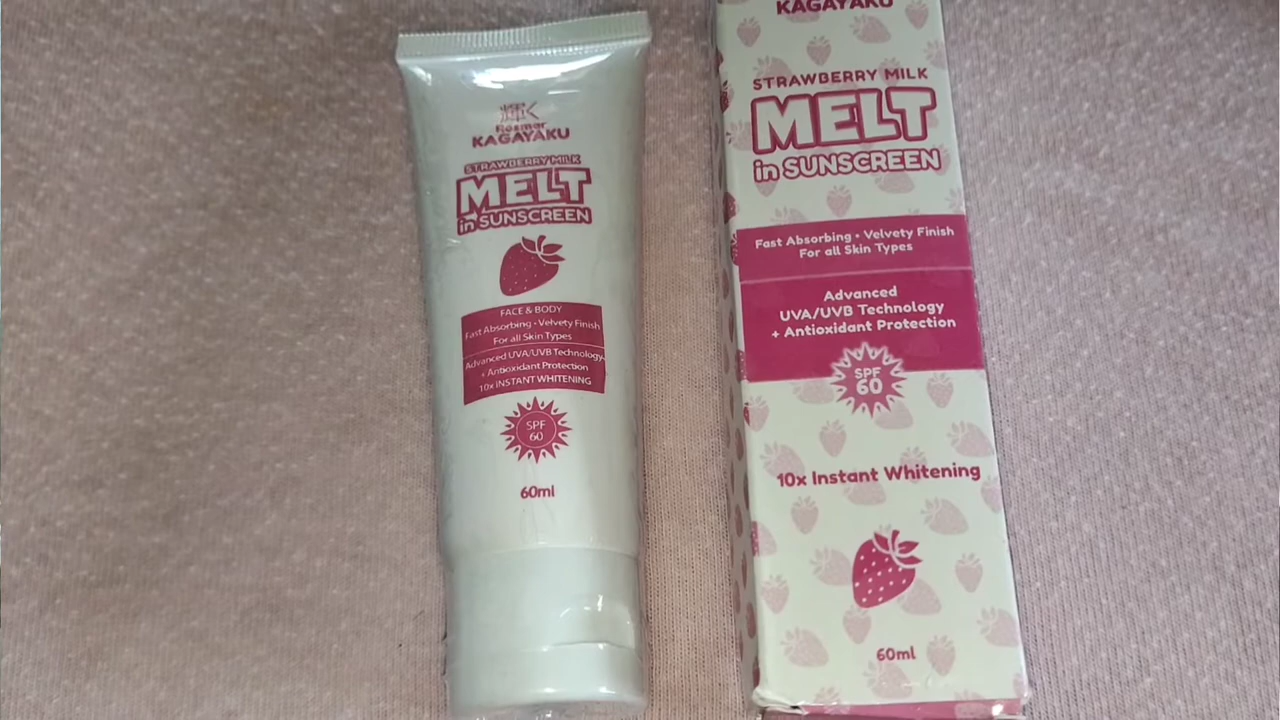 Rosmar
KAGAYAKU
STRAWBERRY MILK
MELT
in SUNSCREEN
FACE & BODY
Fast Absorbing - Velvety Finish
For all Skin Types
Advanced UVA/UVB Technology
+ Antioxidant Protection
10x INSTANT WHITENING
SPF
60
60ml
KAGAYAKU
STRAWBERRY MILK
MELT
in SUNSCREEN
Fast Absorbing • Velvety Finish
For all Skin Types
Advanced
UVA/UVB Technology
+ Antioxidant Protection
SPF
60
10x Instant Whitening
60ml